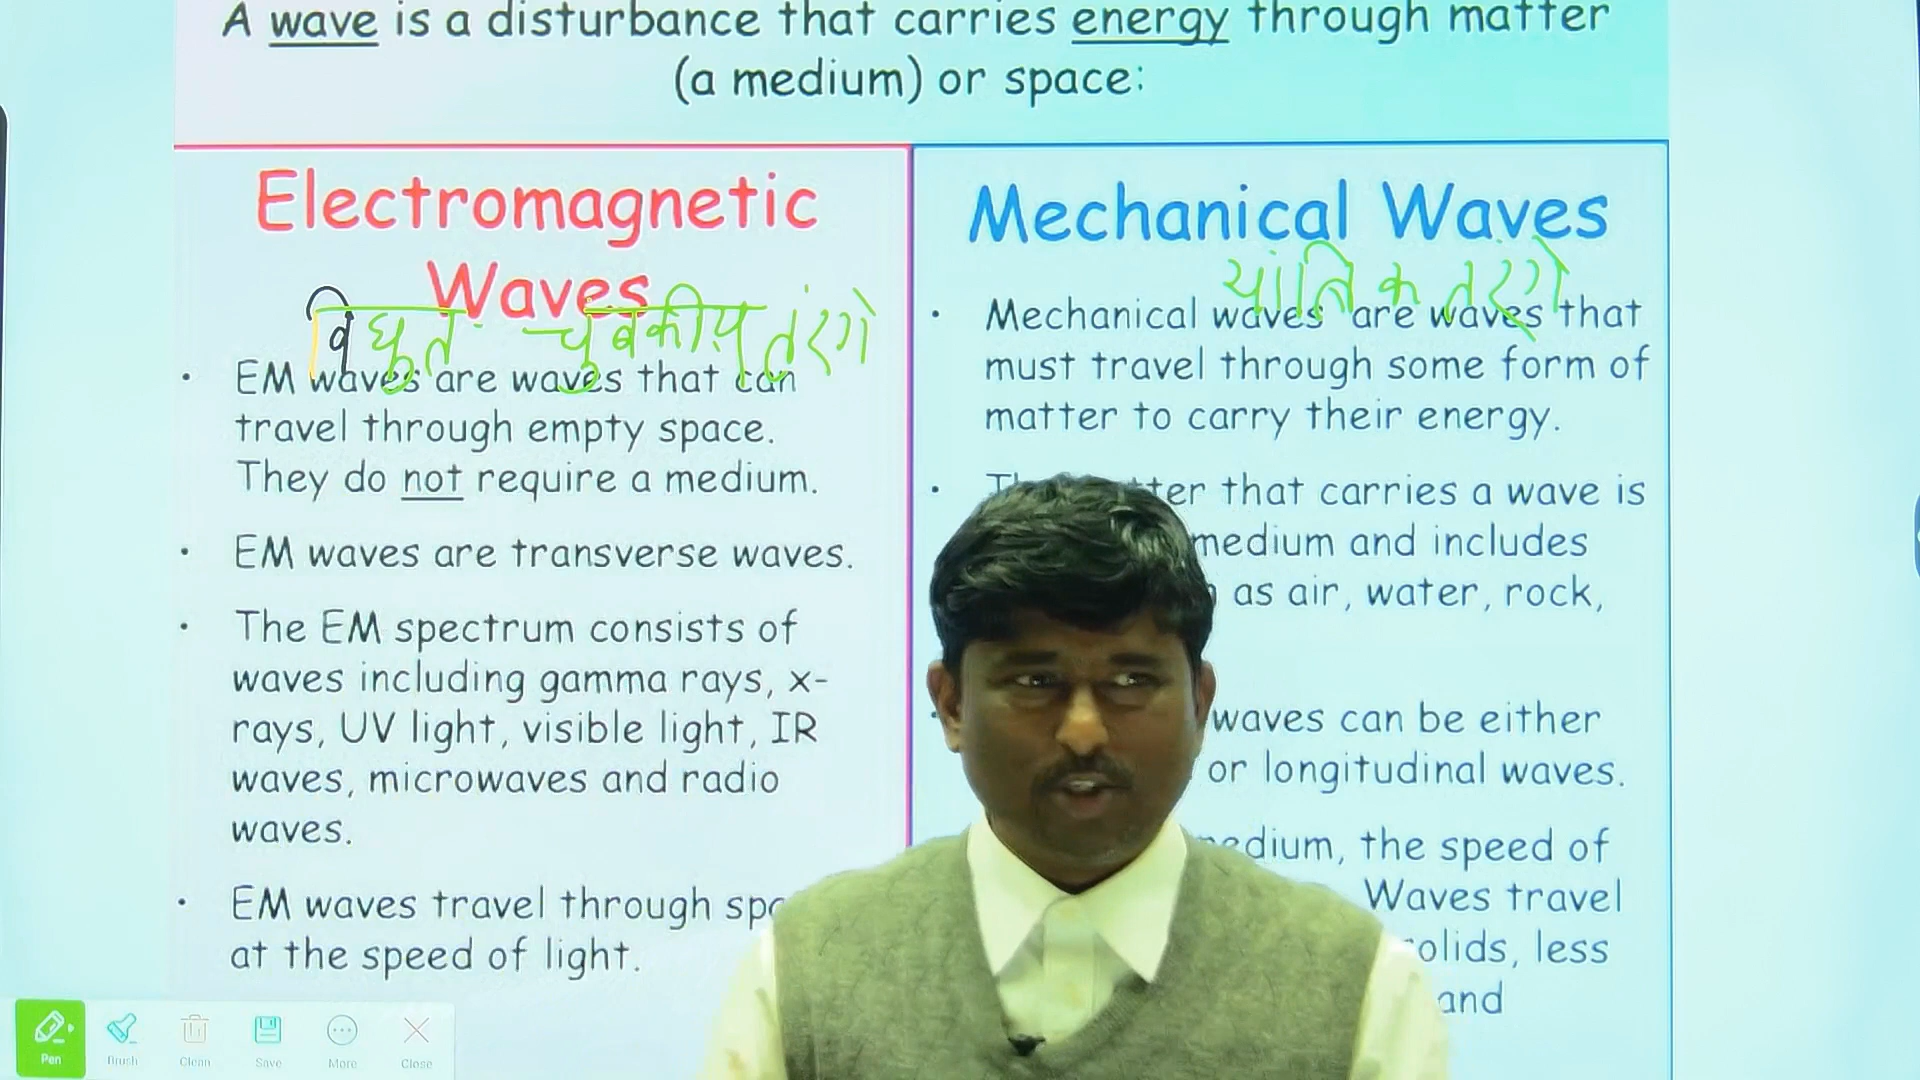 A wave is a disturbance that carries energy through matter
(a medium) or space:
Electromagnetic
Waves
विधूत चुबकीय तंरगे
• EM waves are waves that can
travel through empty space.
They do not require a medium.
• EM waves are transverse waves.
• The EM spectrum consists of
waves including gamma rays, x-
rays, UV light, visible light, IR
waves, microwaves and radio
waves.
• EM waves travel through
at the speed of light.
Mechanical Waves
यांत्रिक तरंगे
• Mechanical waves are waves that
must travel through some form of
matter to carry their energy.
• that carries a wave is
medium and includes
as air, water, rock,
• waves can be either
or longitudinal waves.
the speed of
Waves travel
less
and
Pen
Brush
Clean
Save
More
Close